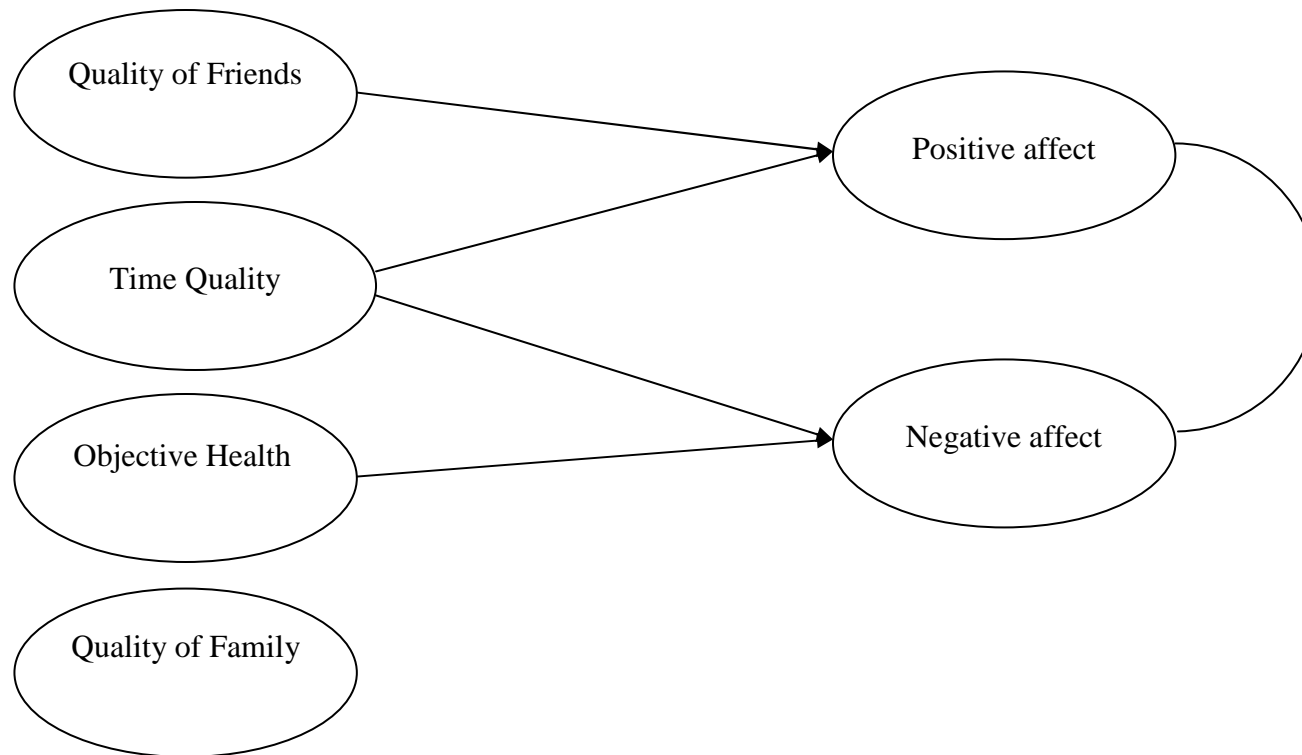 Quality of Friends
Positive affect
Time Quality
Negative affect
Objective Health
Quality of Family